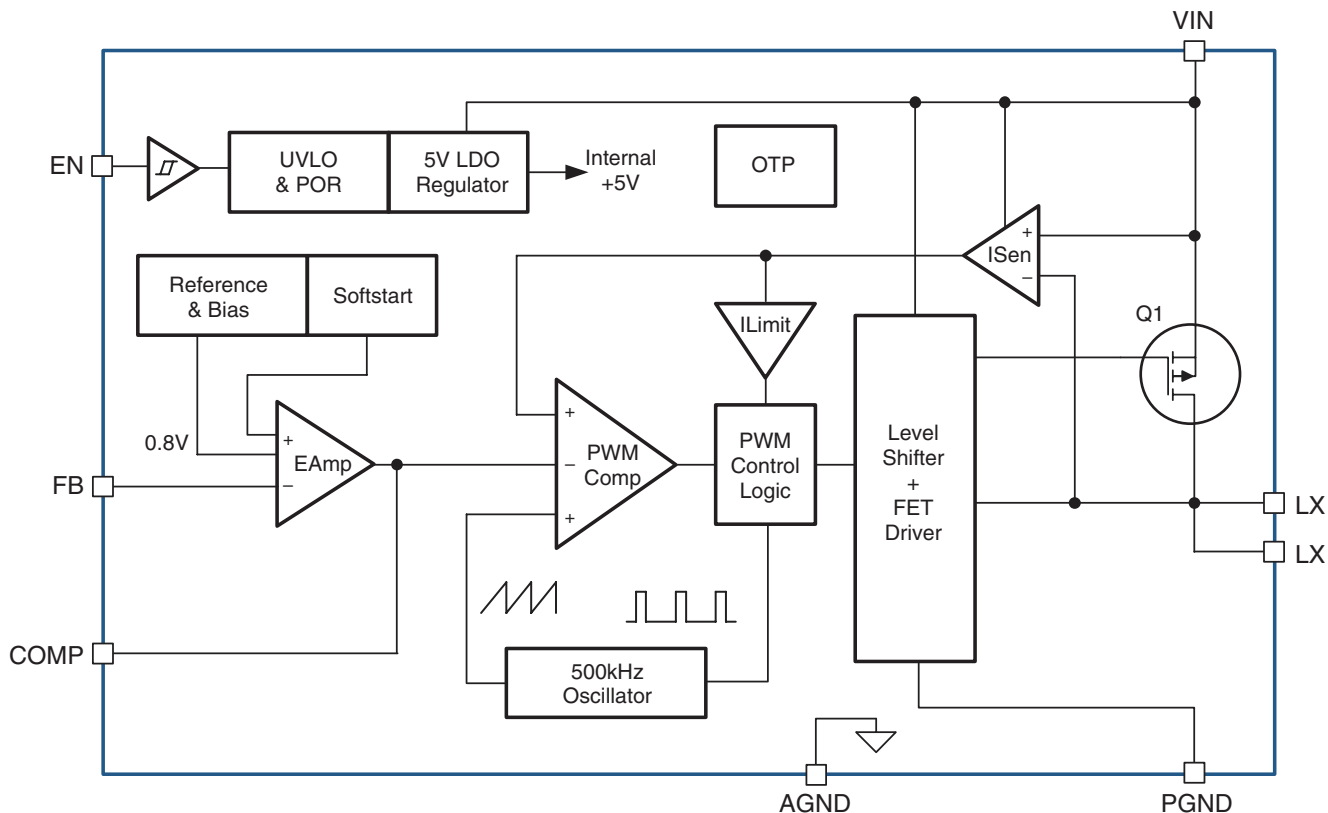 VIN
EN
UVLO
& POR
5V LDO
Regulator
Internal
+5V
OTP
+
ISen
−
Reference
& Bias
Softstart
ILimit
Q1
0.8V
+
EAmp
−
FB
+
−
PWM
Comp
+
PWM
Control
Logic
Level
Shifter
+
FET
Driver
LX
LX
COMP
500kHz
Oscillator
AGND
PGND